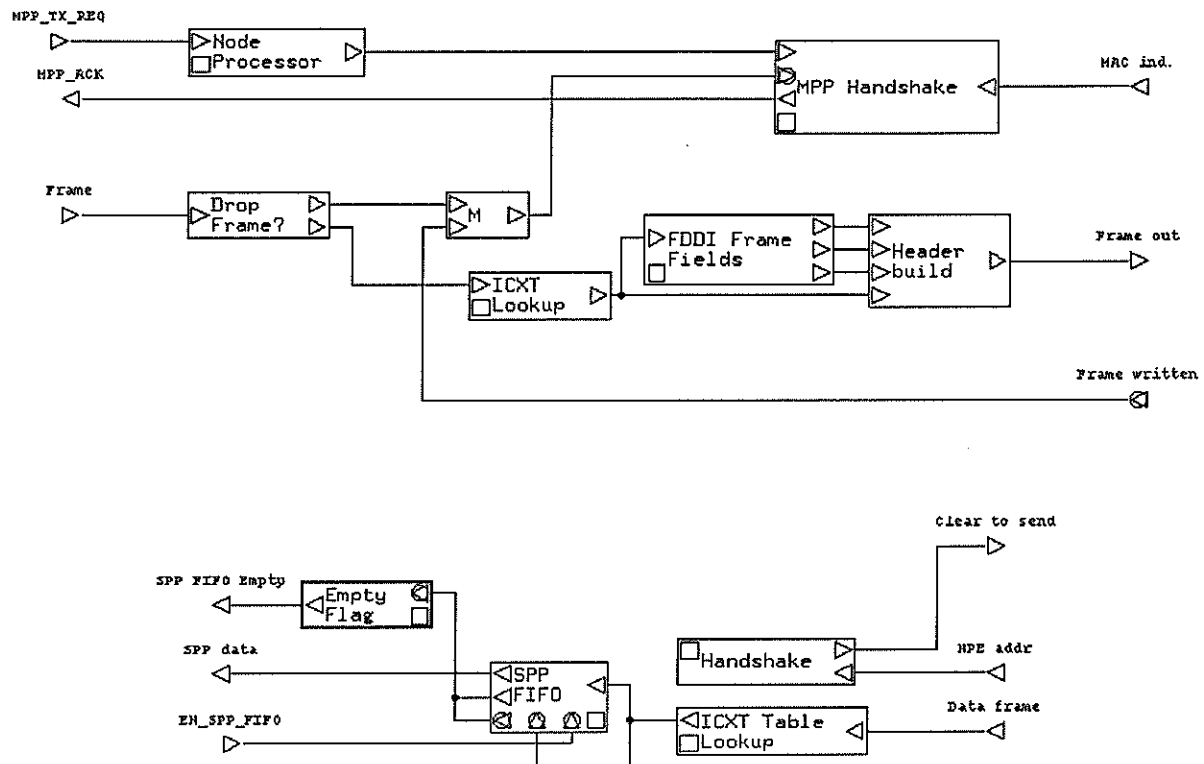 MPP_TX_REQ
Node
Processor
MPP_ACK
MPP Handshake
MAC ind.
Frame
Drop
Frame?
M
FDDI Frame
Fields
Header
build
Frame out
ICXT
Lookup
Frame written
Clear to send
SPP FIFO Empty
Empty
Flag
SPP data
SPP
FIFO
Handshake
MPE addr
EN_SPP_FIFO
ICXT Table
Lookup
Data frame